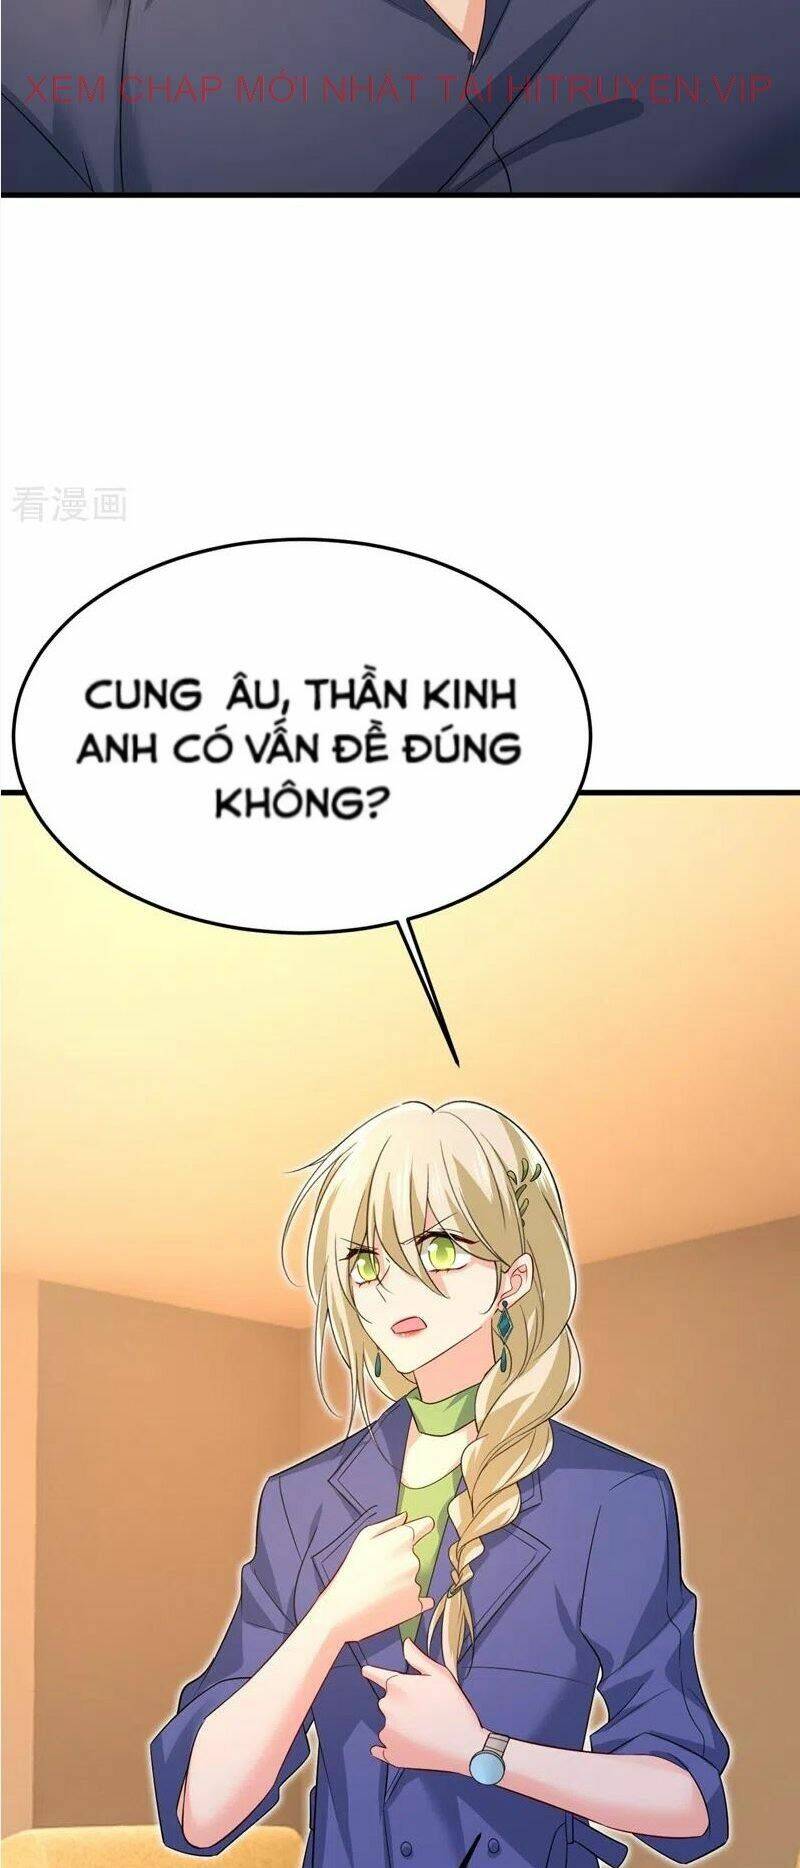 XEM CHAP MỚI NHẤT TẠI HITRUYEN.VIP
看漫画
CUNG ÂU, THẦN KINH
ANH CÓ VẤN ĐỀ ĐÚNG
KHÔNG?